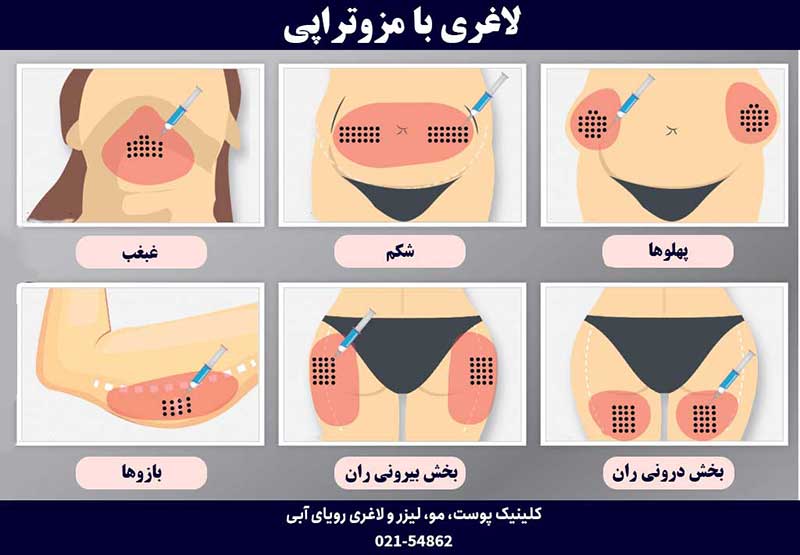 لاغری با مزوتراپی
پهلوها
شکم
غبغب
بخش درونی ران
بخش بیرونی ران
بازوها
کلینیک پوست، مو، لیزر و لاغری رویای آبی
021-54862